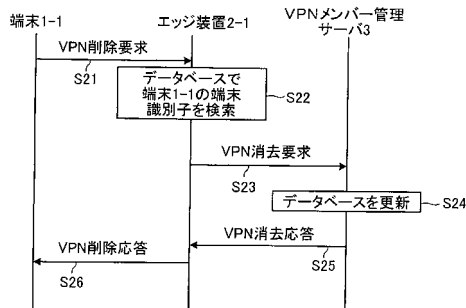 端末1-1
エッジ装置2-1
VPNメンバー管理
サーバ3
VPN削除要求
S21
データベースで
端末1-1の端末
識別子を検索
S22
VPN消去要求
S23
データベースを更新
S24
VPN消去応答
S25
VPN削除応答
S26